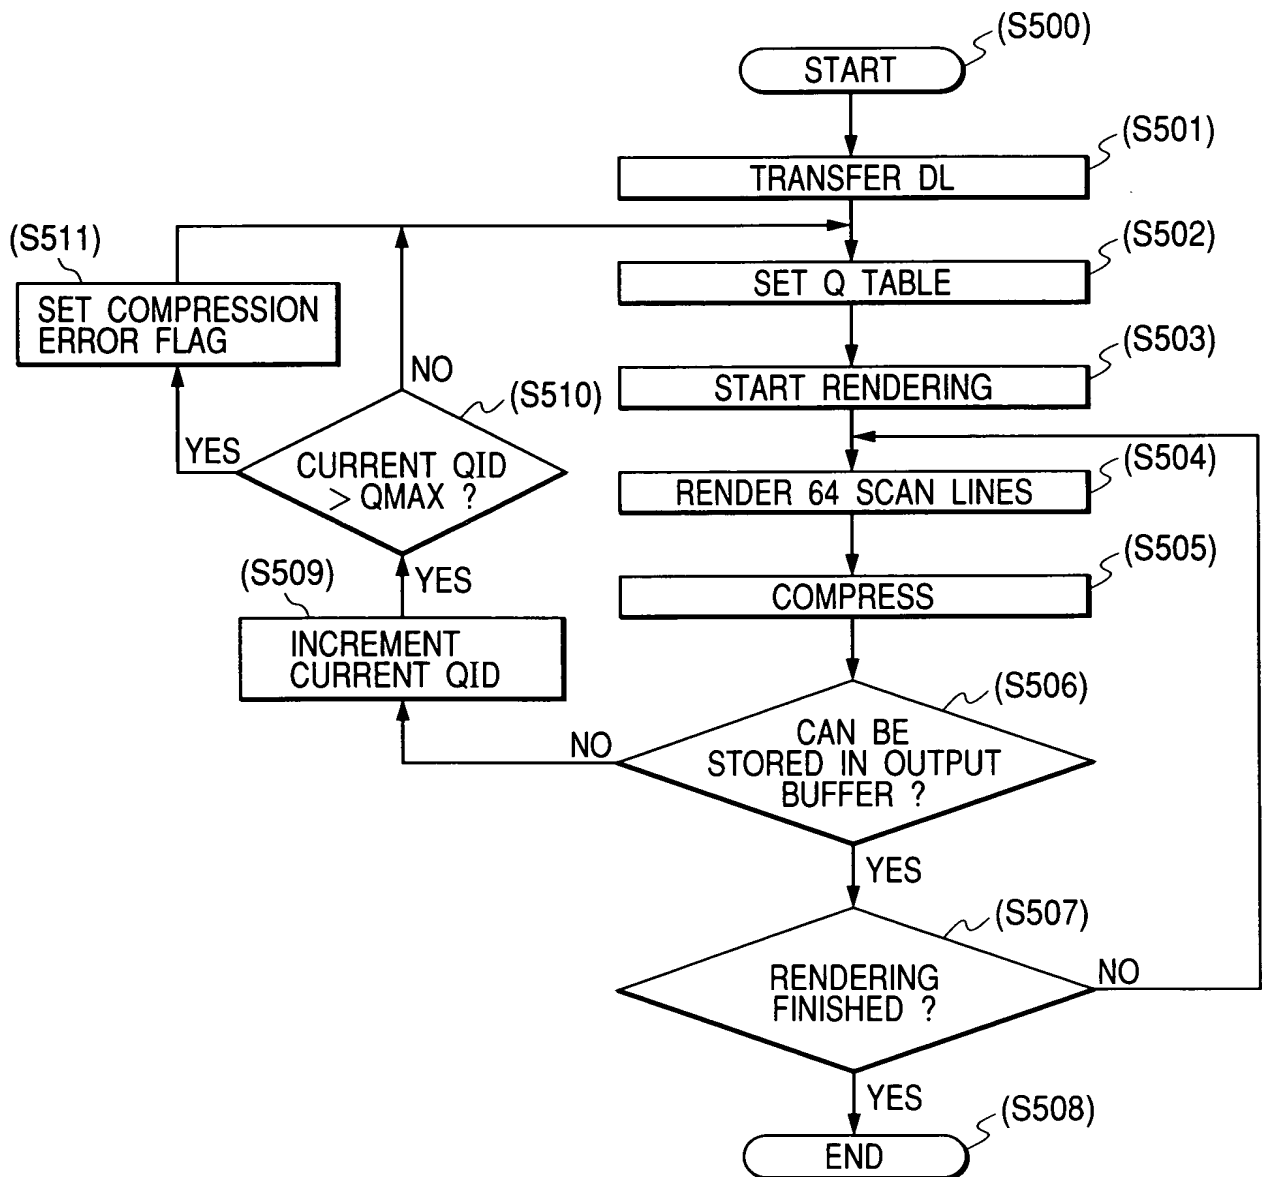 (S500)
START
(S501)
TRANSFER DL
(S502)
SET Q TABLE
(S503)
START RENDERING
(S504)
RENDER 64 SCAN LINES
(S505)
COMPRESS
(S506)
CAN BE
STORED IN OUTPUT
BUFFER ?
NO
YES
(S507)
RENDERING
FINISHED ?
NO
YES
(S508)
END
(S509)
INCREMENT
CURRENT QID
YES
(S510)
CURRENT QID
> QMAX ?
NO
YES
(S511)
SET COMPRESSION
ERROR FLAG